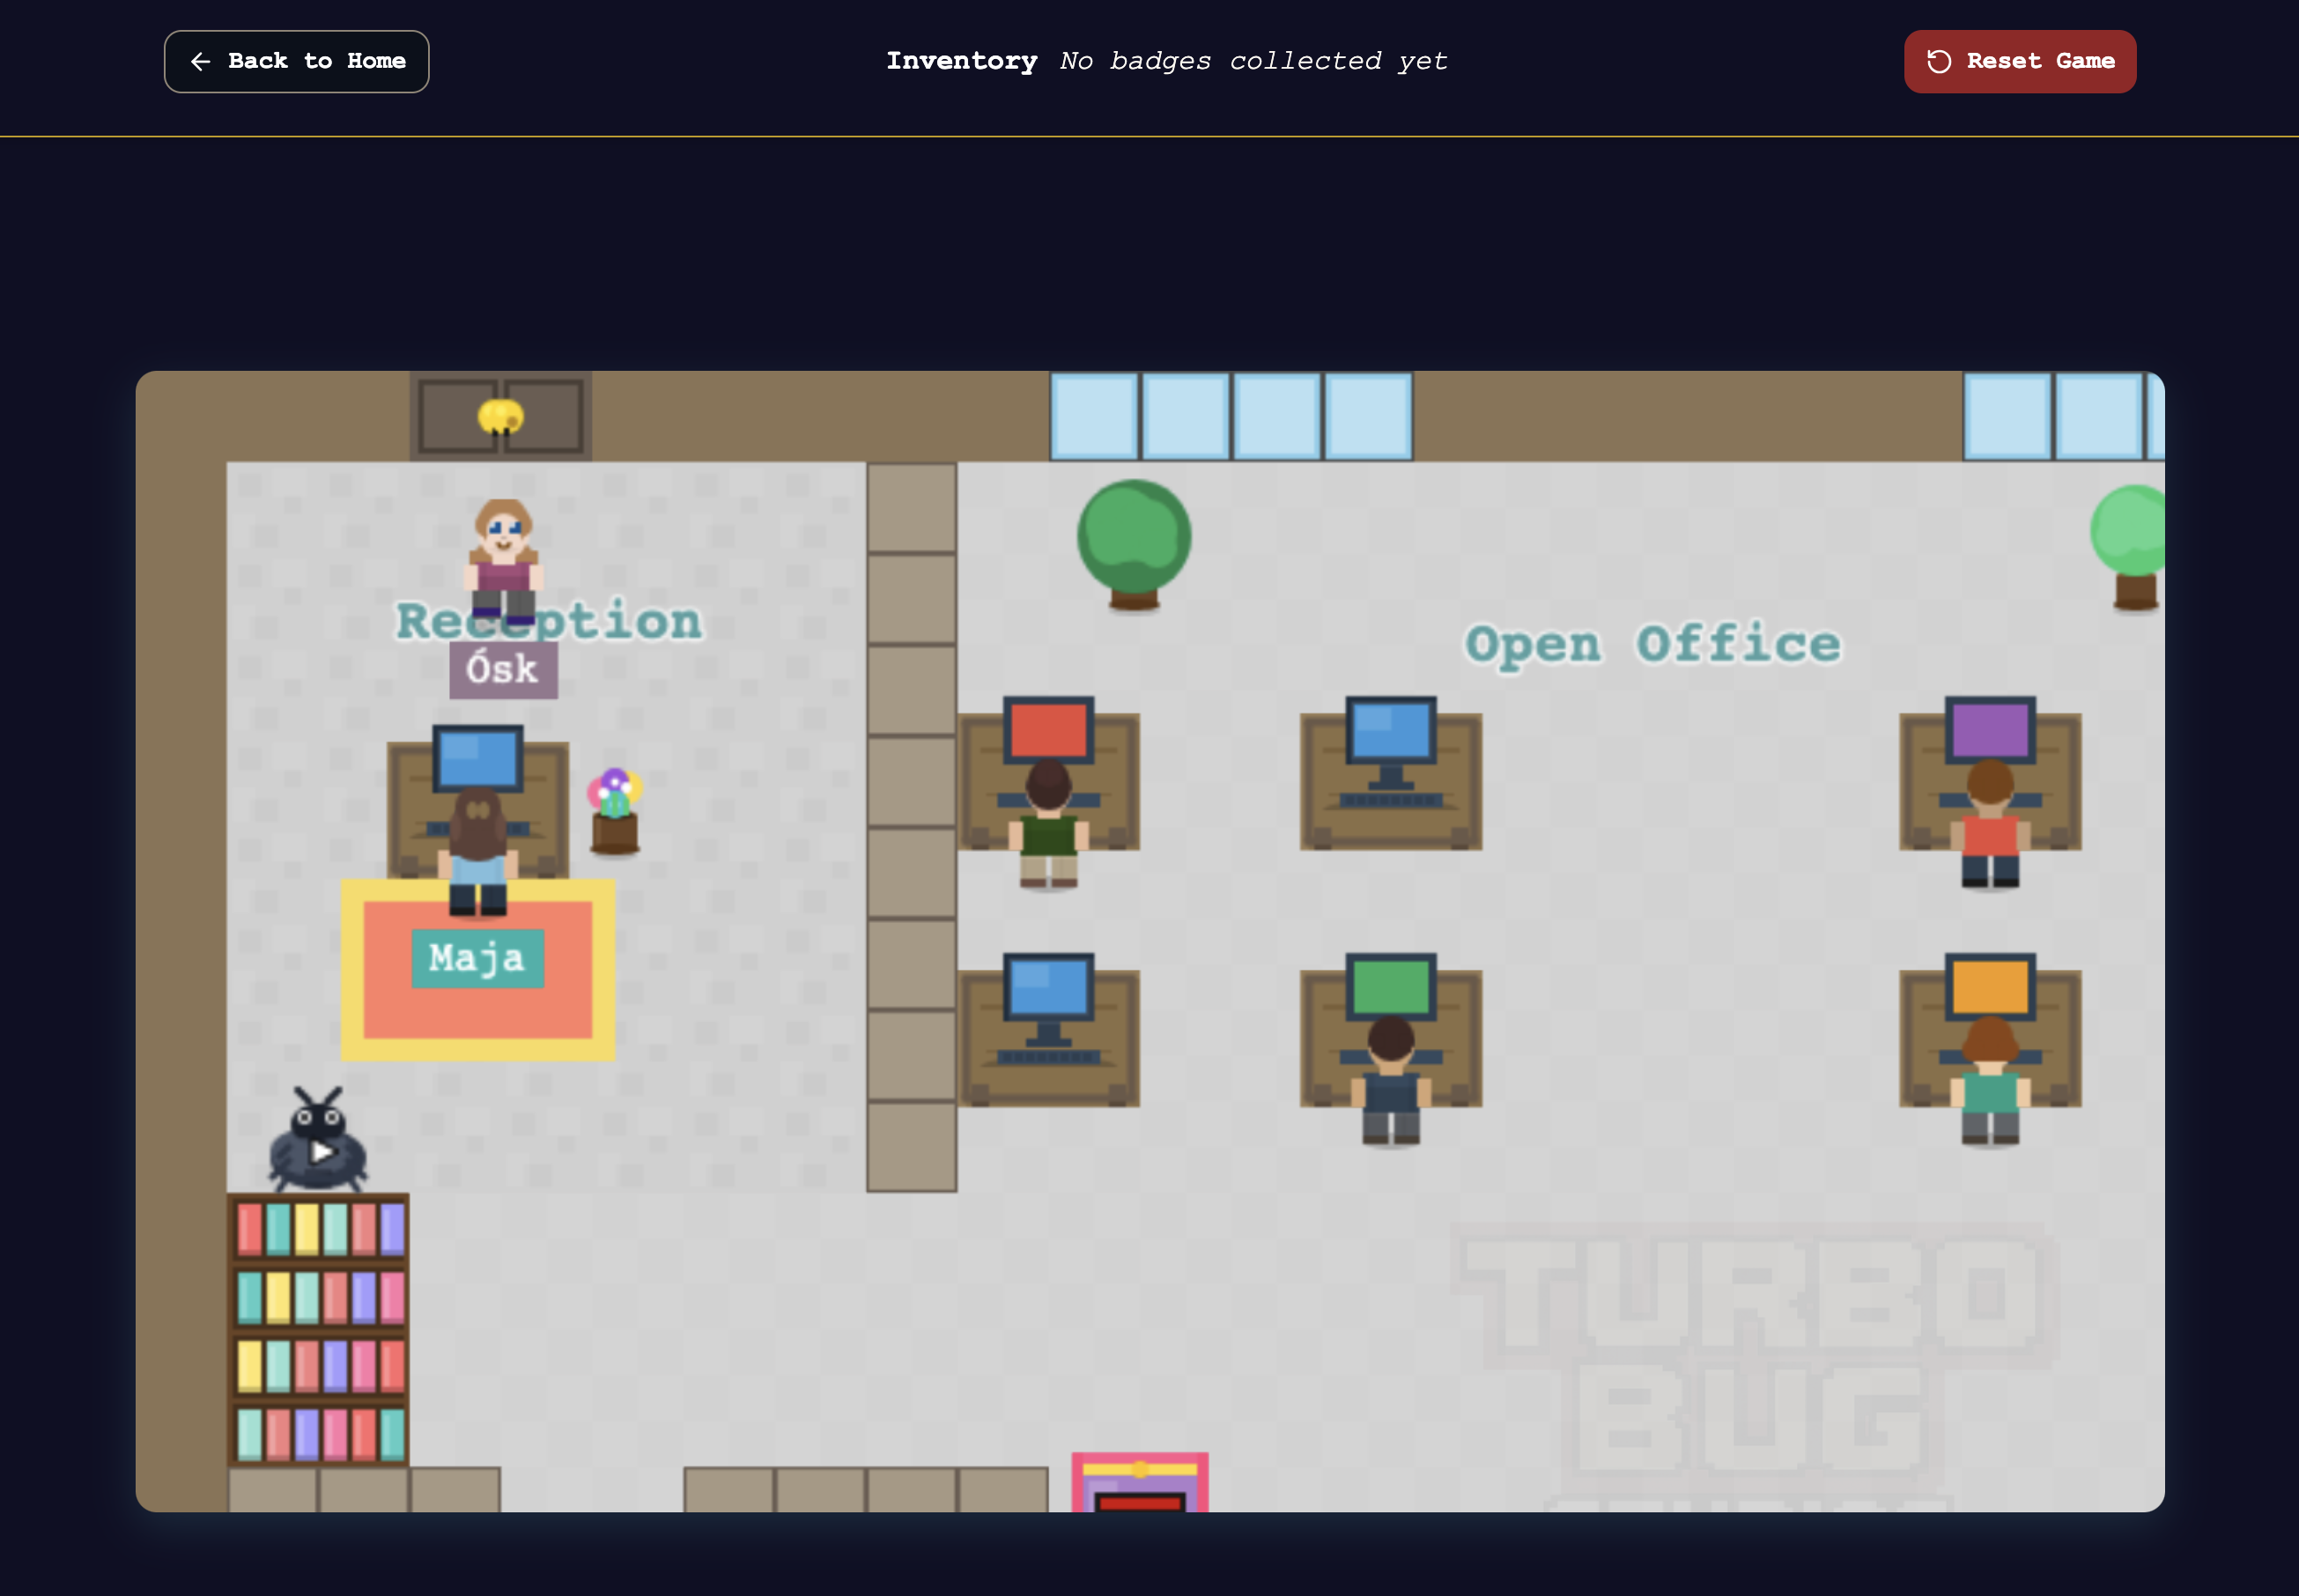 Back to Home
Inventory No badges collected yet
Reset Game
Reception
Ósk
Open Office
Maja
TURBO
BUG